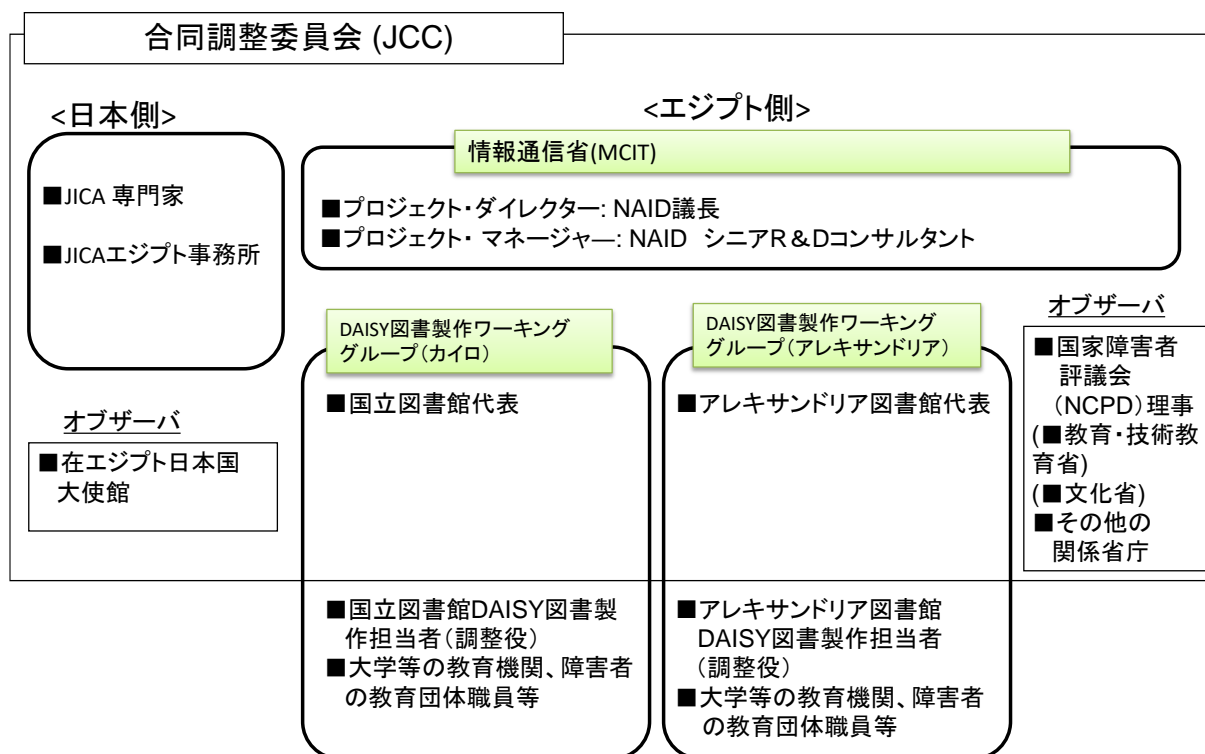 合同調整委員会 (JCC)
<日本側>
■JICA 専門家
■JICAエジプト事務所
オブザーバ
■在エジプト日本国
大使館
<エジプト側>
情報通信省(MCIT)
■プロジェクト・ダイレクター: NAID議長
■プロジェクト・ マネージャ―: NAID シニアR＆Dコンサルタント
DAISY図書製作ワーキング
グループ（カイロ）
■国立図書館代表
■国立図書館DAISY図書製
作担当者（調整役）
■大学等の教育機関、障害者
の教育団体職員等
DAISY図書製作ワーキング
グループ（アレキサンドリア）
■アレキサンドリア図書館代表
■アレキサンドリア図書館
DAISY図書製作担当者
（調整役）
■大学等の教育機関、障害者
の教育団体職員等
オブザーバ
■国家障害者
評議会
（NCPD）理事
(■教育・技術教
育省)
(■文化省)
■その他の
関係省庁